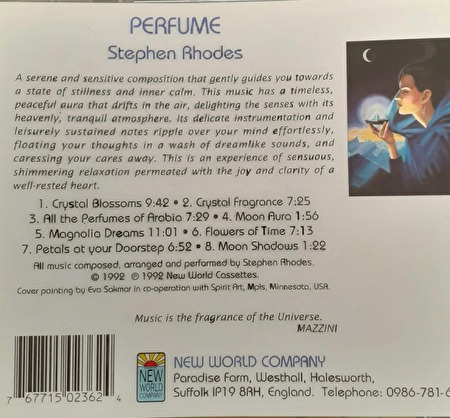 PERFUME
Stephen Rhodes
A serene and sensitive composition that gently guides you towards
a state of stillness and inner calm. This music has a timeless,
peaceful aura that drifts in the air, delighting the senses with its
heavenly, tranquil atmosphere. Its delicate instrumentation and
leisurely sustained notes ripple over your mind effortlessly,
floating your thoughts in a wash of dreamlike sounds, and
caressing your cares away. This is an experience of sensuous,
shimmering relaxation permeated with the joy and clarity of a
well-rested heart.
1. Crystal Blossoms 9:42 • 2. Crystal Fragrance 7:25
3. All the Perfumes of Arabia 7:29 • 4. Moon Aura 1:56
5. Magnolia Dreams 11:01 • 6. Flowers of Time 7:13
7. Petals at your Doorstep 6:52 • 8. Moon Shadows 1:22
All music composed, arranged and performed by Stephen Rhodes.
© 1992 ℗ 1992 New World Cassettes.
Cover painting by Eva Sakmar in co-operation with Spirit Art, Mpls, Minnesota, USA.
Music is the fragrance of the Universe.
MAZZINI
NEW WORLD COMPANY
NEW WORLD COMPANY
Paradise Farm, Westhall, Halesworth,
Suffolk IP19 8RH, England. Telephone: 0986-781-6
7 67715 02362 4